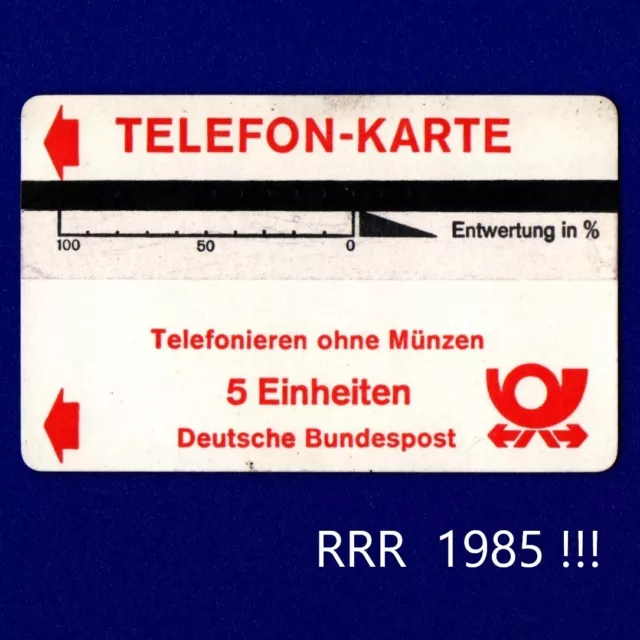 TELEFON-KARTE
100 50 0
Entwertung in %
Telefonieren ohne Münzen
5 Einheiten
Deutsche Bundespost
RRR 1985 !!!